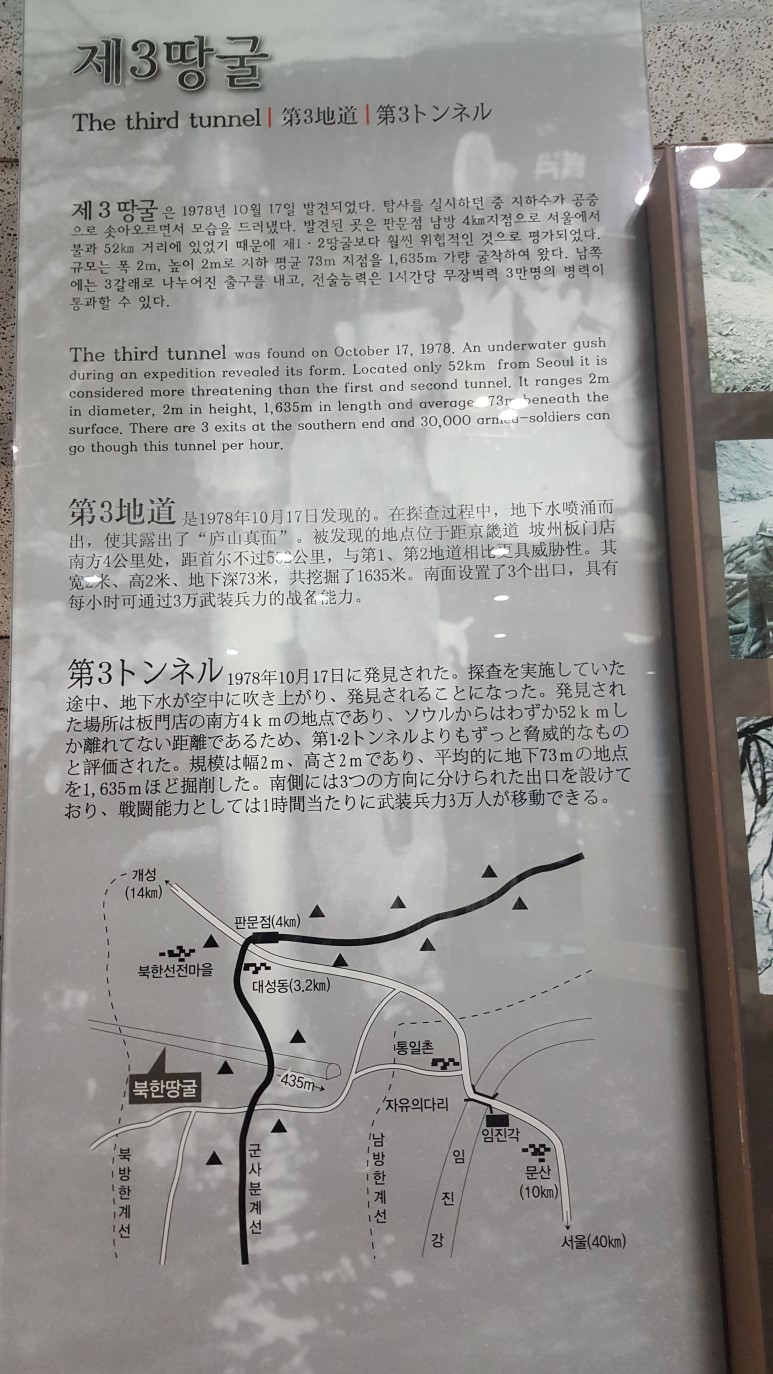 제3땅굴
The third tunnel | 第3地道 | 第3トンネル
제 3 땅굴은 1978년 10월 17일 발견되었다. 탐사를 실시하던 중 지하수가 공중
으로 솟아오르면서 모습을 드러냈다. 발견된 곳은 판문점 남방 4km지점으로 서울에서
불과 52km 거리에 있었기 때문에 제1·2땅굴보다 훨씬 위협적인 것으로 평가되었다.
규모는 폭 2m, 높이 2m로 지하 평균 73m 지점을 1,635m 가량 굴착하여 왔다. 남쪽
에는 3갈래로 나누어진 출구를 내고, 전술능력은 1시간당 무장병력 3만명의 병력이
통과할 수 있다.
The third tunnel was found on October 17, 1978. An underwater gush
during an expedition revealed its form. Located only 52km from Seoul it is
considered more threatening than the first and second tunnel. It ranges 2m
in diameter, 2m in height, 1,635m in length and average 73m beneath the
surface. There are 3 exits at the southern end and 30,000 armed-soldiers can
go though this tunnel per hour.
第3地道 是1978年10月17日发现的。在探查过程中，地下水喷涌而
出，使其露出了“庐山真面”。被发现的地点位于距京畿道 坡州板门店
南方4公里处，距首尔不过公里，与第1、第2地道相比更具威胁性。其
宽2米、高2米、地下深73米，共挖掘了1635米。南面设置了3个出口，具有
每小时可通过3万武装兵力的战备能力。
第3トンネル 1978年10月17日に発見された。探査を実施していた
途中、地下水が空中に吹き上がり、発見されることになった。発見され
た場所は板門店の南方4ｋｍの地点であり、ソウルからはわずか52ｋｍし
か離れてない距離であるため、第1·2トンネルよりもずっと脅威的なもの
と評価された。規模は幅2ｍ、高さ2ｍであり、平均的に地下73ｍの地点
を1,635ｍほど掘削した。南側には3つの方向に分けられた出口を設けて
おり、戦闘能力としては1時間当たりに武装兵力3万人が移動できる。
개성
(14km)
판문점(4km)
북한선전마을
대성동(3.2km)
통일촌
435m
북한땅굴
자유의다리
임진각
문산
(10km)
북방한계선
군사분계선
남방한계선
임진강
서울(40km)